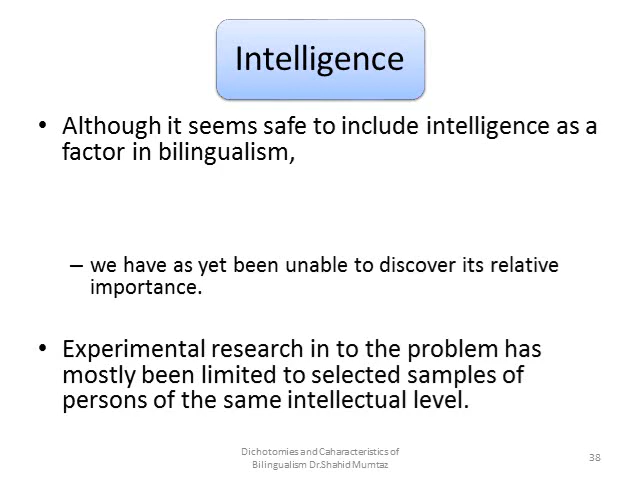 Intelligence
• Although it seems safe to include intelligence as a
factor in bilingualism,
– we have as yet been unable to discover its relative
importance.
• Experimental research in to the problem has
mostly been limited to selected samples of
persons of the same intellectual level.
Dichotomies and Caharacteristics of
Bilingualism Dr.Shahid Mumtaz
38